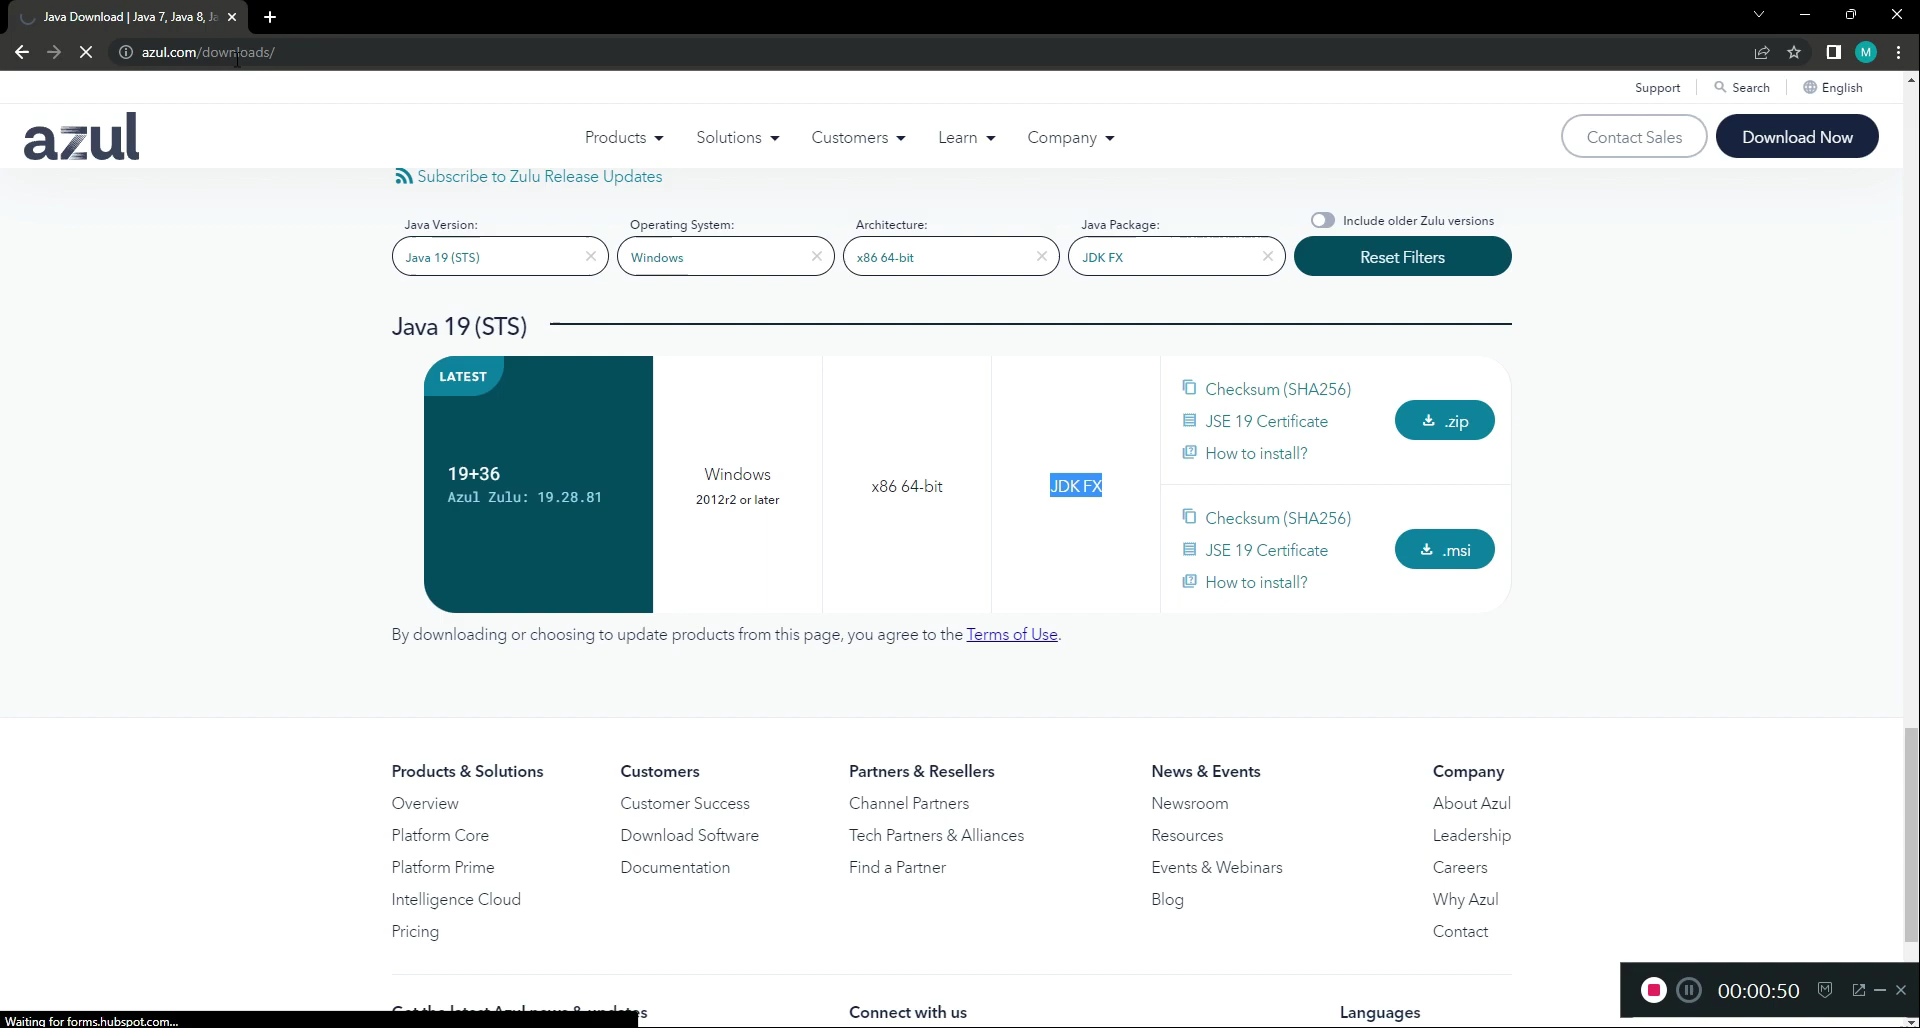 Java Download | Java 7, Java 8, Ja
azul.com/downloads/
M
Support
Search
English
azul
Products
Solutions
Customers
Learn
Company
Contact Sales
Download Now
Subscribe to Zulu Release Updates
Java Version:
Operating System:
Architecture:
Java Package:
Include older Zulu versions
Java 19 (STS)
Windows
x86 64-bit
JDK FX
Reset Filters
Java 19 (STS)
LATEST
19+36
Azul Zulu: 19.28.81
Windows
2012r2 or later
x86 64-bit
JDK FX
Checksum (SHA256)
JSE 19 Certificate
How to install?
.zip
Checksum (SHA256)
JSE 19 Certificate
How to install?
.msi
By downloading or choosing to update products from this page, you agree to the Terms of Use.
Products & Solutions
Overview
Platform Core
Platform Prime
Intelligence Cloud
Pricing
Customers
Customer Success
Download Software
Documentation
Partners & Resellers
Channel Partners
Tech Partners & Alliances
Find a Partner
News & Events
Newsroom
Resources
Events & Webinars
Blog
Company
About Azul
Leadership
Careers
Why Azul
Contact
Get the latest Azul news & updates
Connect with us
Languages
00:00:50
Waiting for forms.hubspot.com...